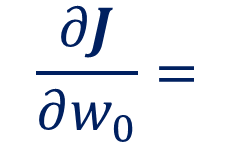 ∂J/∂w₀ =